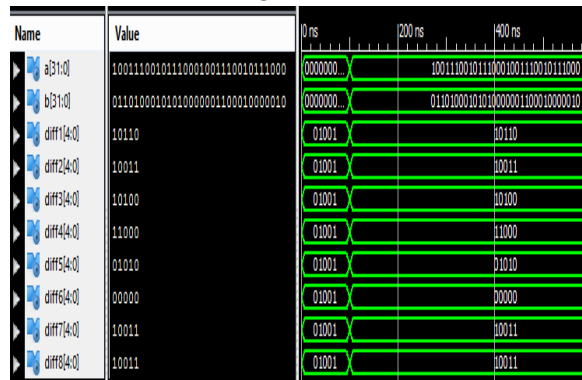 Name Value 0 ns 200 ns 400 ns
a[31:0] 10011100101110001001110010111000 0000000... 10011100101110001001110010111000
b[31:0] 01101000101010000001100010000010 0000000... 01101000101010000001100010000010
diff1[4:0] 10110 01001 10110
diff2[4:0] 10011 01001 10011
diff3[4:0] 10100 01001 10100
diff4[4:0] 11000 01001 11000
diff5[4:0] 01010 01001 01010
diff6[4:0] 00000 01001 00000
diff7[4:0] 10011 01001 10011
diff8[4:0] 10011 01001 10011